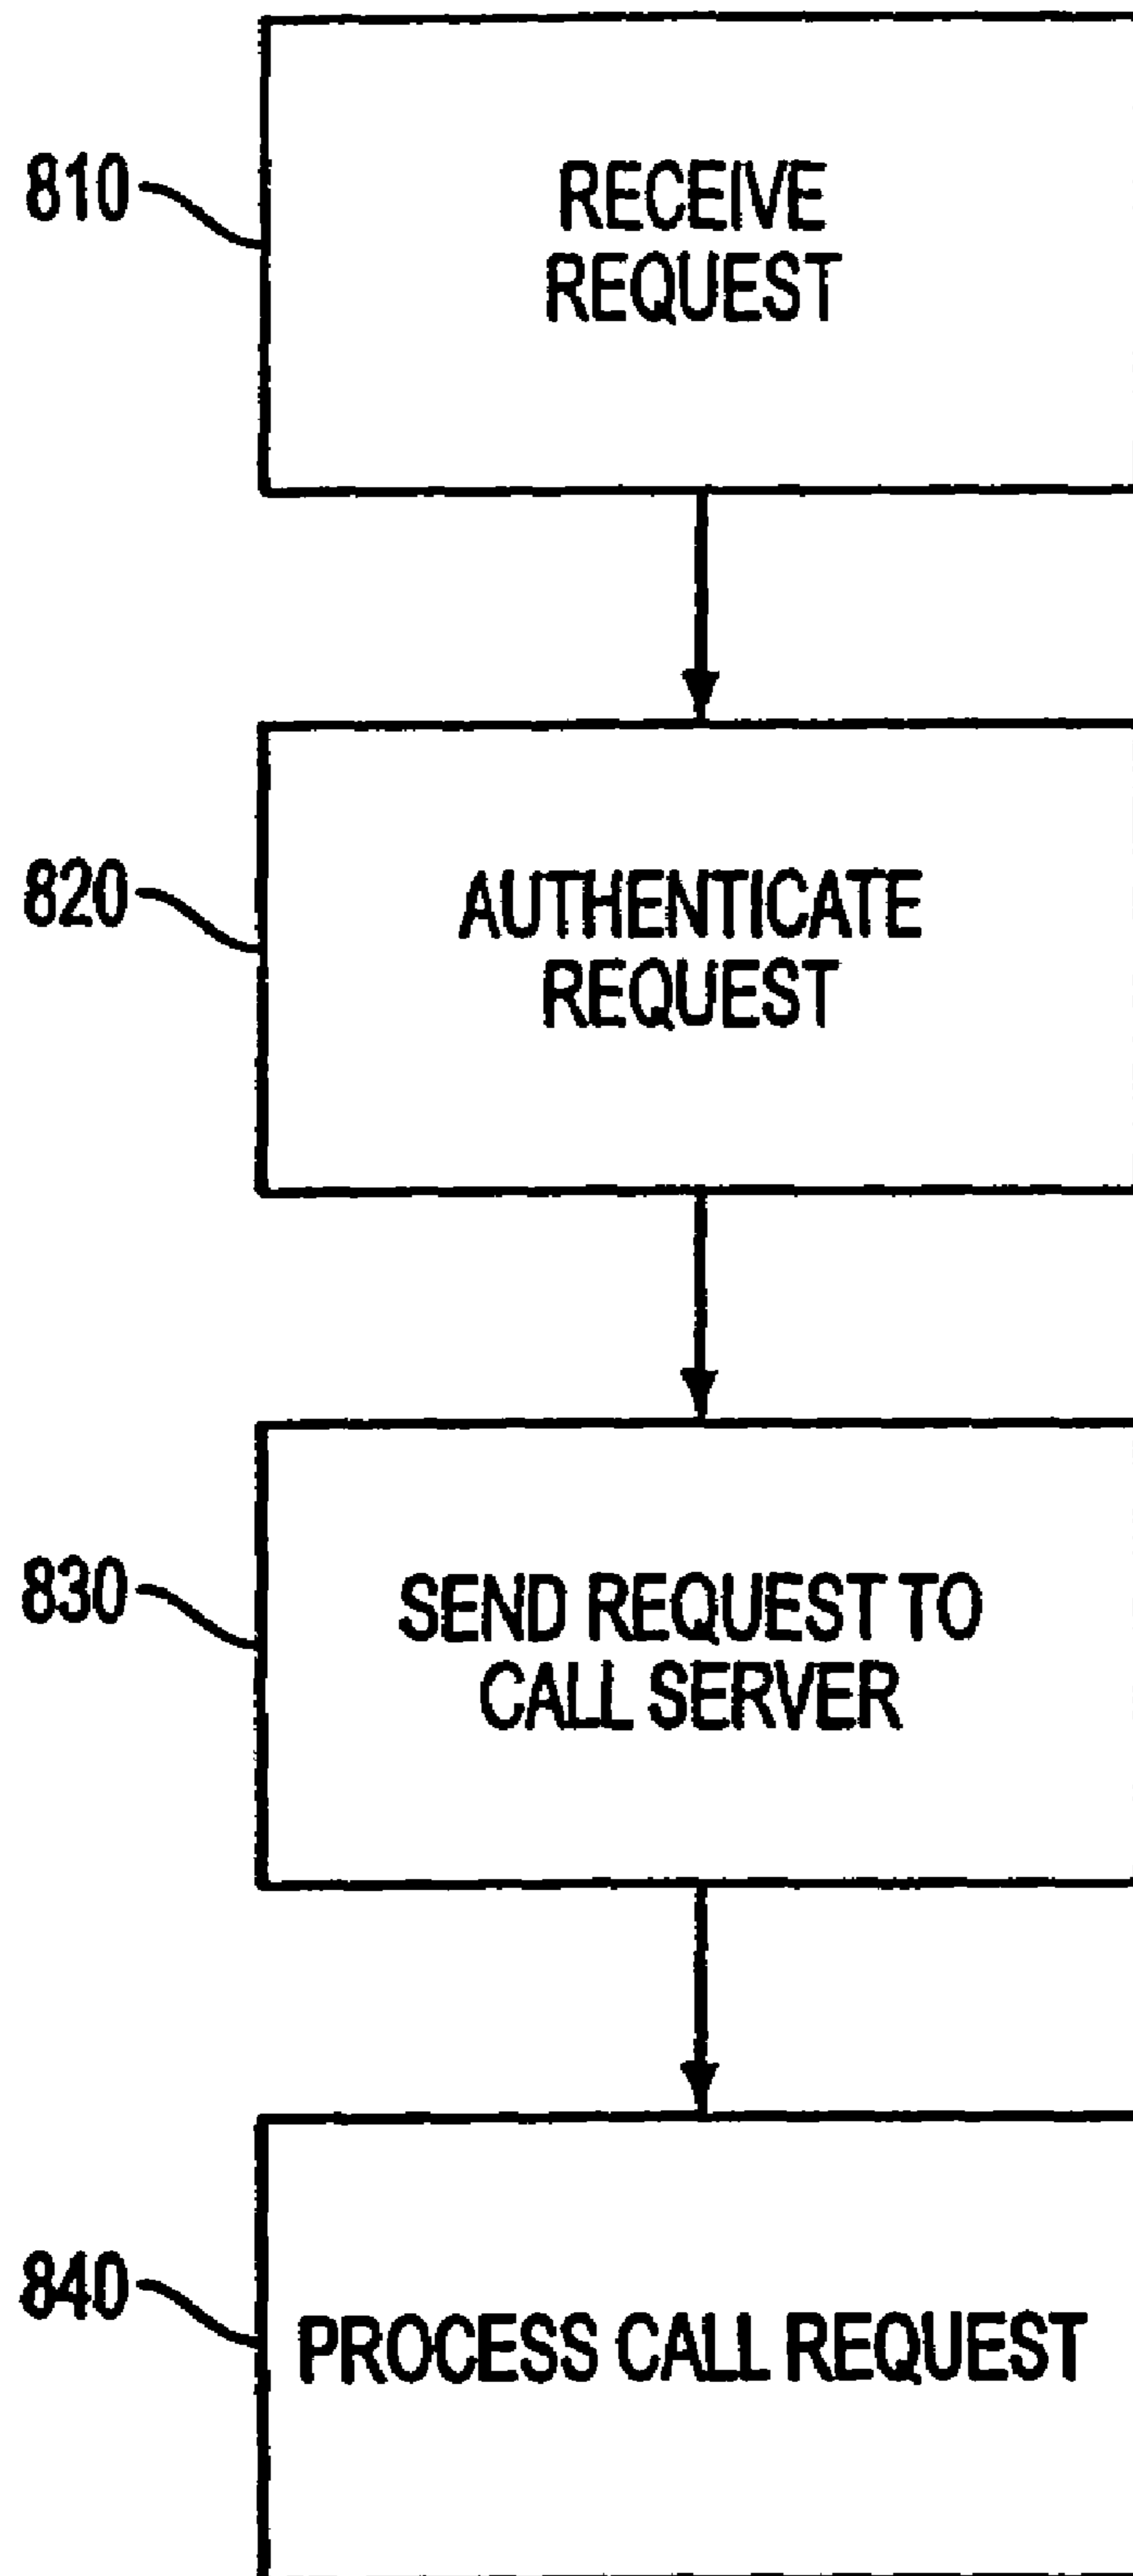 810
RECEIVE
REQUEST
820
AUTHENTICATE
REQUEST
830
SEND REQUEST TO
CALL SERVER
840
PROCESS CALL REQUEST